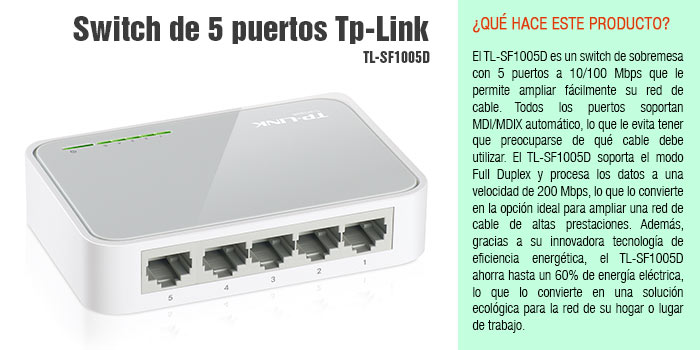 Switch de 5 puertos Tp-Link
TL-SF1005D
TP-LINK
5 4 3 2 1
¿QUÉ HACE ESTE PRODUCTO?
El TL-SF1005D es un switch de sobremesa
con 5 puertos a 10/100 Mbps que le
permite ampliar fácilmente su red de
cable. Todos los puertos soportan
MDI/MDIX automático, lo que le evita tener
que preocuparse de qué cable debe
utilizar. El TL-SF1005D soporta el modo
Full Duplex y procesa los datos a una
velocidad de 200 Mbps, lo que lo convierte
en la opción ideal para ampliar una red de
cable de altas prestaciones. Además,
gracias a su innovadora tecnología de
eficiencia energética, el TL-SF1005D
ahorra hasta un 60% de energía eléctrica,
lo que lo convierte en una solución
ecológica para la red de su hogar o lugar
de trabajo.